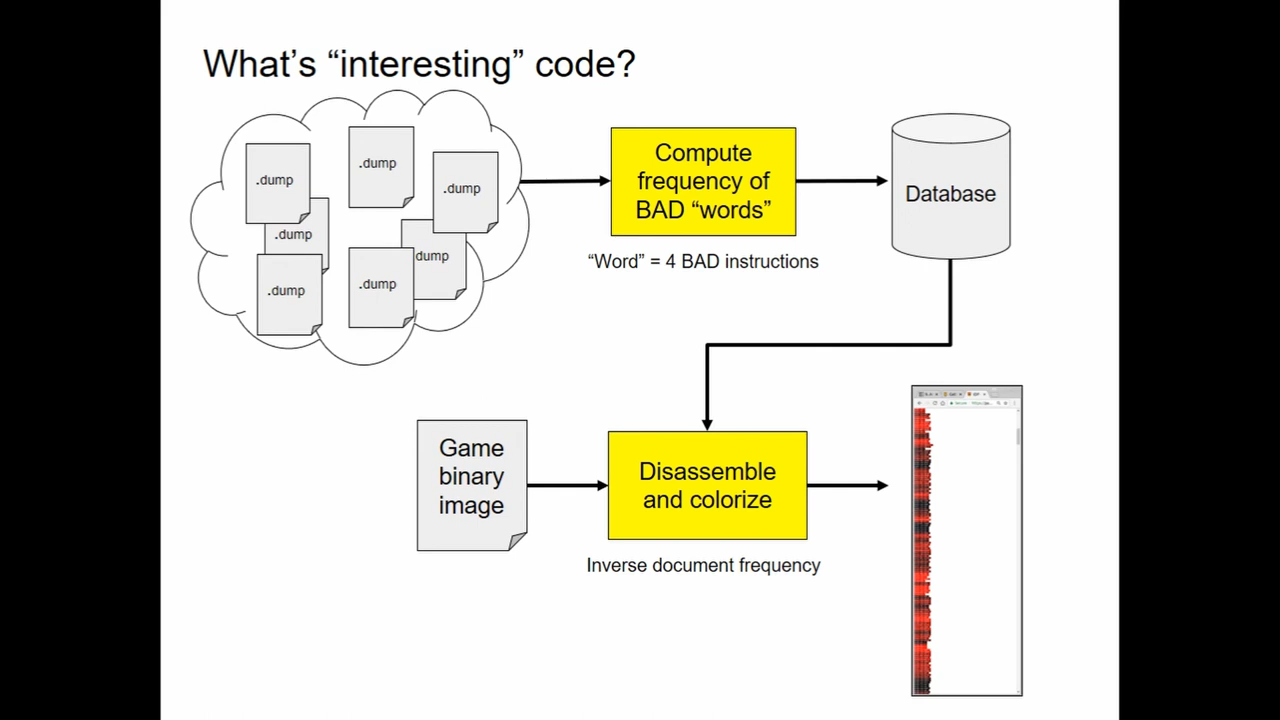 What's “interesting” code?
.dump
.dump
.dump
.dump
dump
.dump
.dump
Compute
frequency of
BAD “words”
“Word” = 4 BAD instructions
Database
Game
binary
image
Disassemble
and colorize
Inverse document frequency